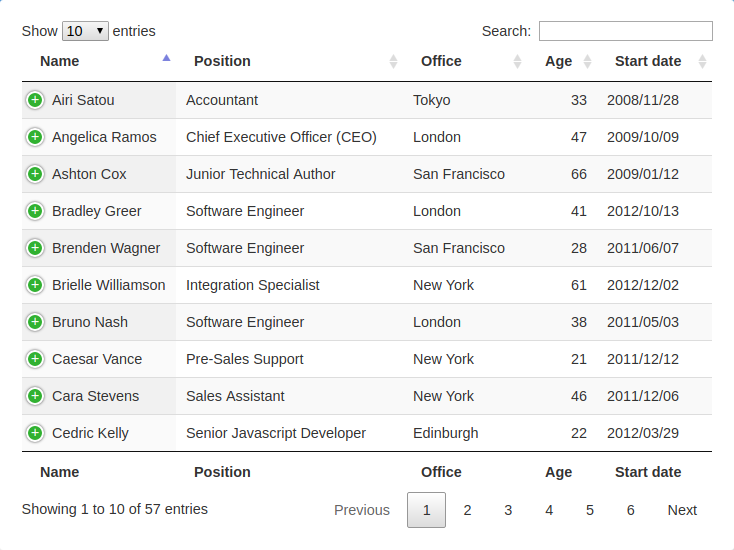 Show 10 entries Search:
Name Position Office Age Start date
Airi Satou Accountant Tokyo 33 2008/11/28
Angelica Ramos Chief Executive Officer (CEO) London 47 2009/10/09
Ashton Cox Junior Technical Author San Francisco 66 2009/01/12
Bradley Greer Software Engineer London 41 2012/10/13
Brenden Wagner Software Engineer San Francisco 28 2011/06/07
Brielle Williamson Integration Specialist New York 61 2012/12/02
Bruno Nash Software Engineer London 38 2011/05/03
Caesar Vance Pre-Sales Support New York 21 2011/12/12
Cara Stevens Sales Assistant New York 46 2011/12/06
Cedric Kelly Senior Javascript Developer Edinburgh 22 2012/03/29
Name Position Office Age Start date
Showing 1 to 10 of 57 entries Previous 1 2 3 4 5 6 Next